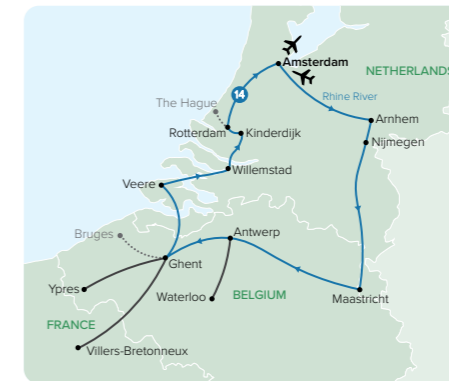 Amsterdam
NETHERLANDS
Rhine River
14
The Hague
Arnhem
Rotterdam
Kinderdijk
Nijmegen
Willemstad
Veere
Bruges
Antwerp
Ghent
Ypres
Waterloo
BELGIUM
Maastricht
FRANCE
Villers-Bretonneux